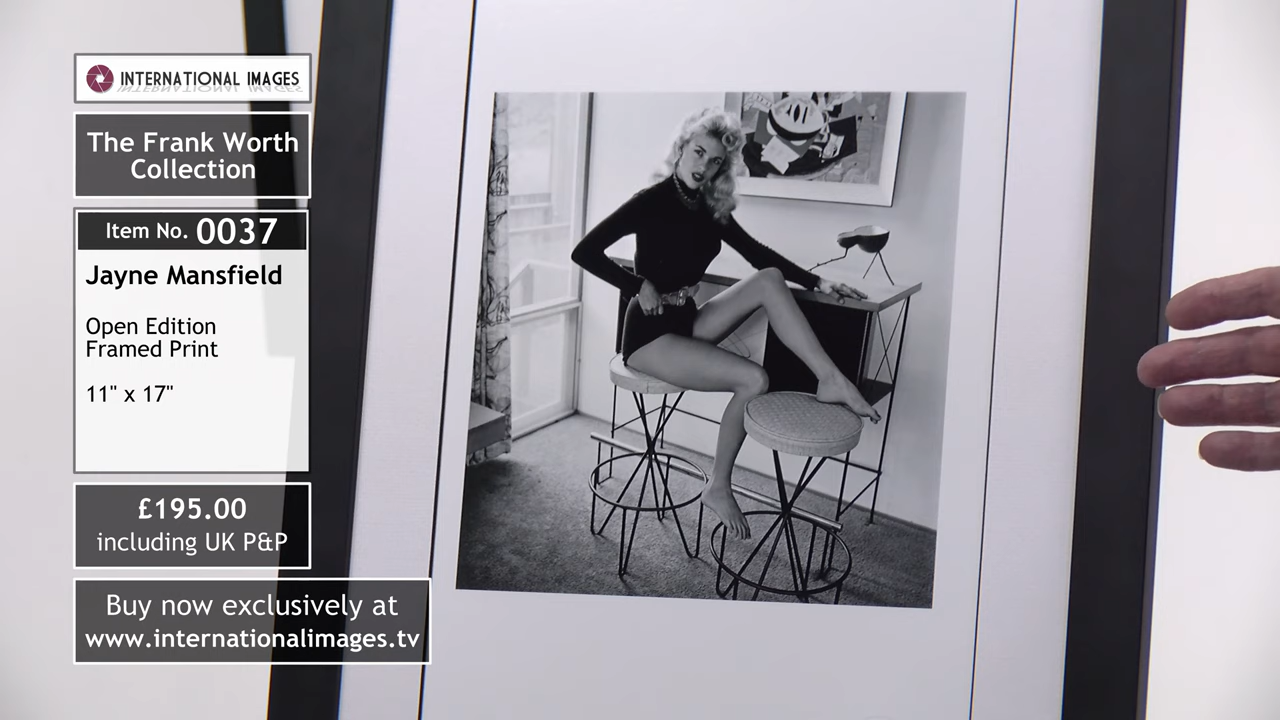 INTERNATIONAL IMAGES
The Frank Worth
Collection
Item No. 0037
Jayne Mansfield
Open Edition
Framed Print
11" x 17"
£195.00
including UK P&P
Buy now exclusively at
www.internationalimages.tv